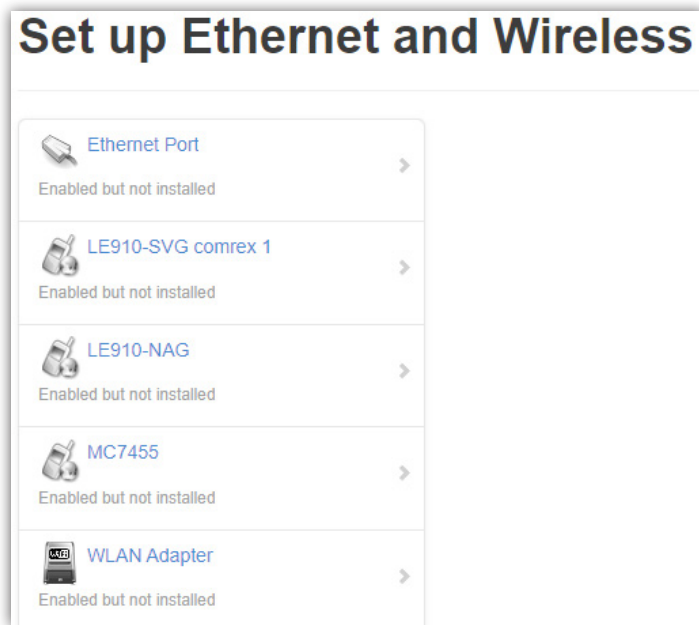 Set up Ethernet and Wireless
Ethernet Port
Enabled but not installed
LE910-SVG comrex 1
Enabled but not installed
LE910-NAG
Enabled but not installed
MC7455
Enabled but not installed
WLAN Adapter
Enabled but not installed